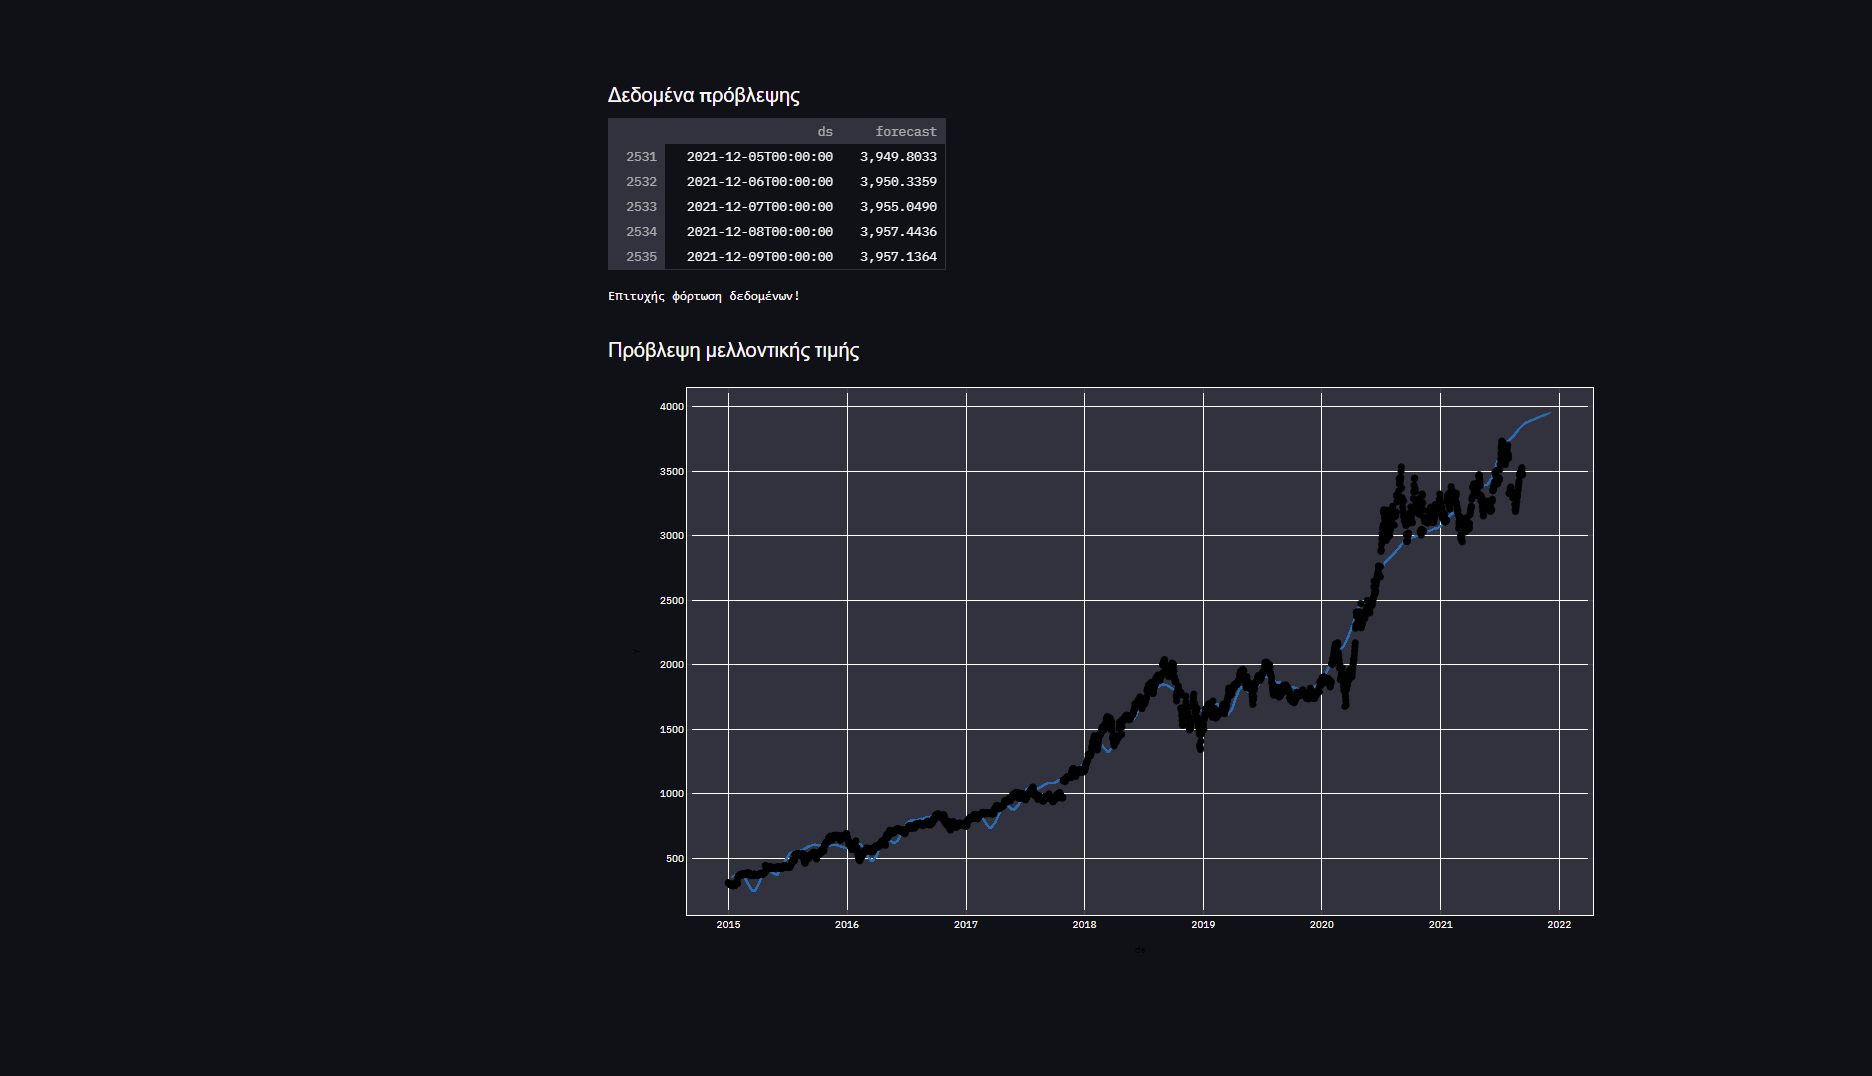 Δεδομένα πρόβλεψης
ds forecast
2531 2021-12-05T00:00:00 3,949.8033
2532 2021-12-06T00:00:00 3,950.3359
2533 2021-12-07T00:00:00 3,955.0490
2534 2021-12-08T00:00:00 3,957.4436
2535 2021-12-09T00:00:00 3,957.1364
Επιτυχής φόρτωση δεδομένων!
Πρόβλεψη μελλοντικής τιμής
4000
3500
3000
2500
2000
y
1500
1000
500
2015 2016 2017 2018 2019 2020 2021 2022
ds